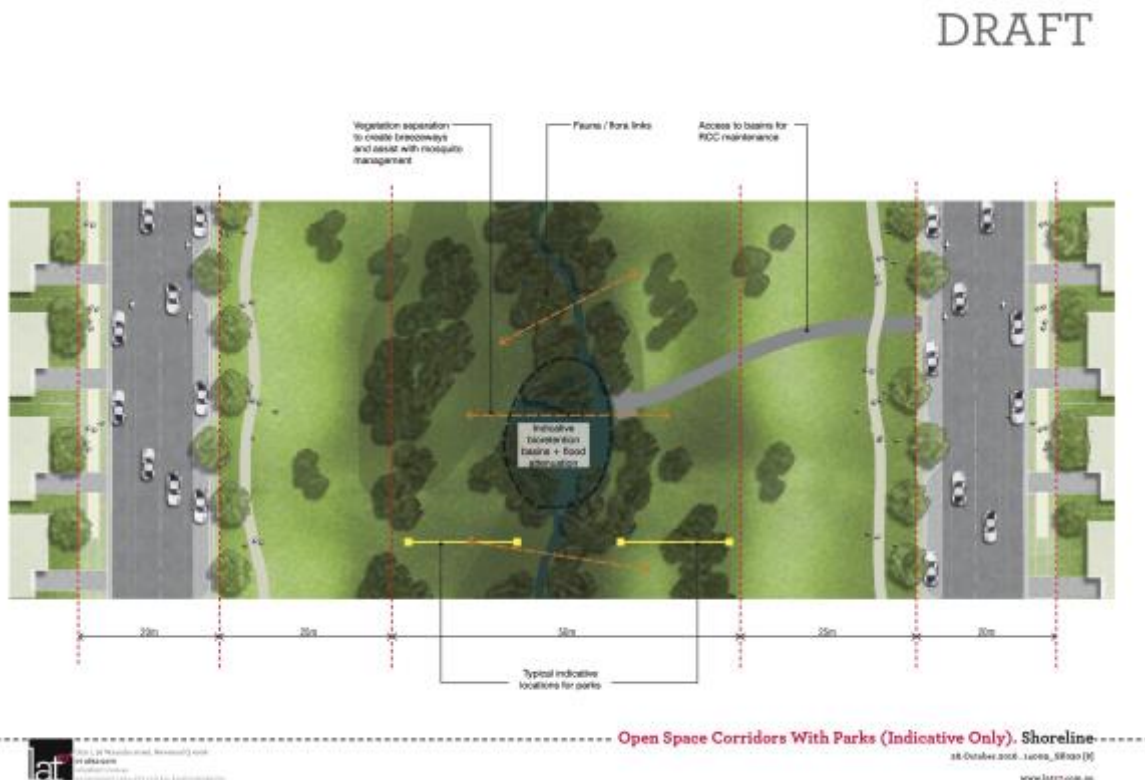 DRAFT
Vegetation separation
to create breezeways
and assist with mosquito
management
Fauna / flora links
Access to basins for
RCC maintenance
Indicative
bioretention
basins + flood
attenuation
20m
50m
25m
20m
Typical indicative
locations for parks
Open Space Corridors With Parks (Indicative Only). Shoreline
lat